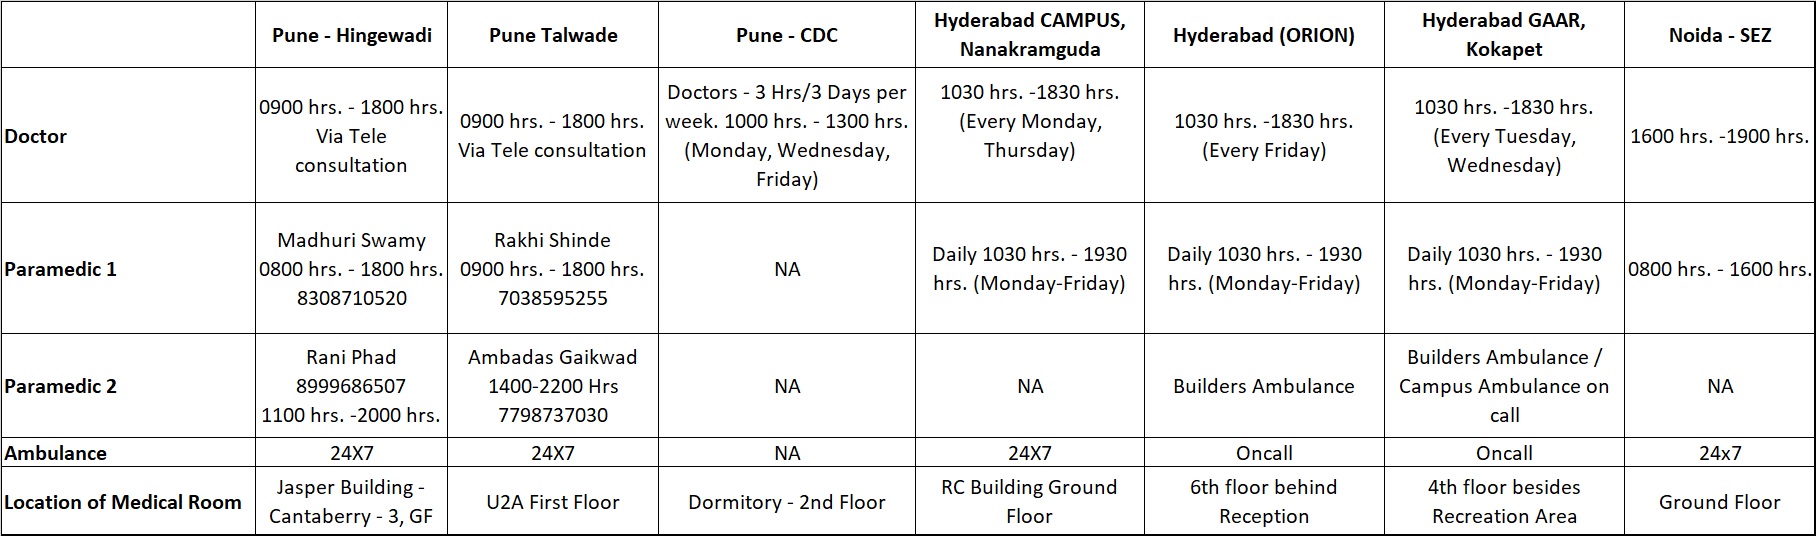 Pune - Hingewadi
Pune Talwade
Pune - CDC
Hyderabad CAMPUS,
Nanakramguda
Hyderabad (ORION)
Hyderabad GAAR,
Kokapet
Noida - SEZ
Doctor
0900 hrs. - 1800 hrs.
Via Tele
consultation
0900 hrs. - 1800 hrs.
Via Tele consultation
Doctors - 3 Hrs/3 Days per
week. 1000 hrs. - 1300 hrs.
(Monday, Wednesday,
Friday)
1030 hrs. -1830 hrs.
(Every Monday,
Thursday)
1030 hrs. -1830 hrs.
(Every Friday)
1030 hrs. -1830 hrs.
(Every Tuesday,
Wednesday)
1600 hrs. -1900 hrs.
Paramedic 1
Madhuri Swamy
0800 hrs. - 1800 hrs.
8308710520
Rakhi Shinde
0900 hrs. - 1800 hrs.
7038595255
NA
Daily 1030 hrs. - 1930
hrs. (Monday-Friday)
Daily 1030 hrs. - 1930
hrs. (Monday-Friday)
Daily 1030 hrs. - 1930
hrs. (Monday-Friday)
0800 hrs. - 1600 hrs.
Paramedic 2
Rani Phad
8999686507
1100 hrs. -2000 hrs.
Ambadas Gaikwad
1400-2200 Hrs
7798737030
NA
NA
Builders Ambulance
Builders Ambulance /
Campus Ambulance on
call
NA
Ambulance
24X7
24X7
NA
24X7
Oncall
Oncall
24x7
Location of Medical Room
Jasper Building -
Cantaberry - 3, GF
U2A First Floor
Dormitory - 2nd Floor
RC Building Ground
Floor
6th floor behind
Reception
4th floor besides
Recreation Area
Ground Floor